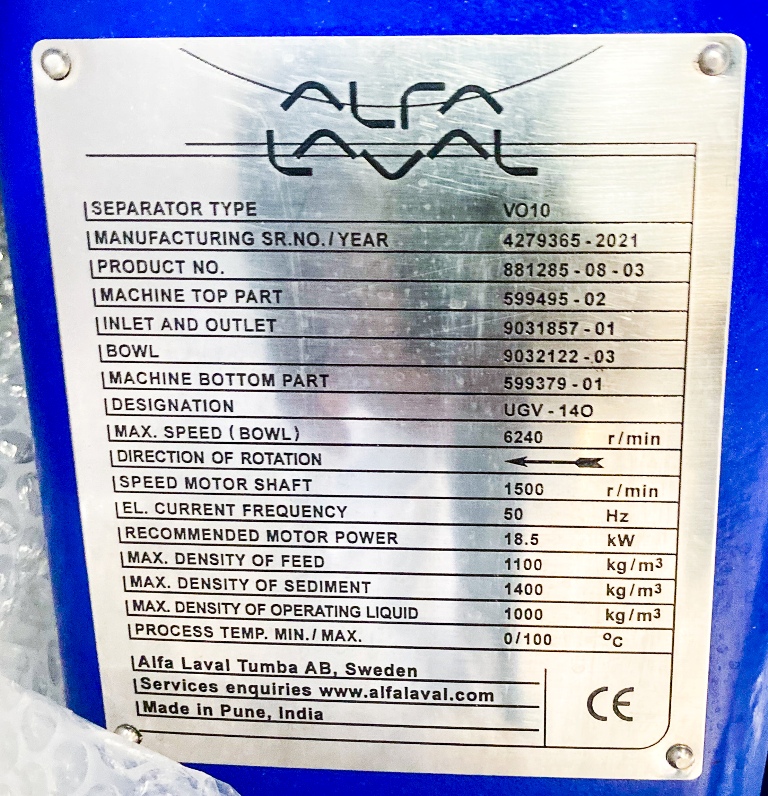 ALFA
LAVAL
SEPARATOR TYPE VO10
MANUFACTURING SR.NO./YEAR 4279365-2021
PRODUCT NO. 881285-08-03
MACHINE TOP PART 599495-02
INLET AND OUTLET 9031857-01
BOWL 9032122-03
MACHINE BOTTOM PART 599379-01
DESIGNATION UGV-14O
MAX. SPEED (BOWL) 6240 r/min
DIRECTION OF ROTATION
SPEED MOTOR SHAFT 1500 r/min
EL. CURRENT FREQUENCY 50 Hz
RECOMMENDED MOTOR POWER 18.5 kW
MAX. DENSITY OF FEED 1100 kg/m³
MAX. DENSITY OF SEDIMENT 1400 kg/m³
MAX. DENSITY OF OPERATING LIQUID 1000 kg/m³
PROCESS TEMP. MIN./MAX. 0/100 °C
Alfa Laval Tumba AB, Sweden
Services enquiries www.alfalaval.com
Made in Pune, India
CE